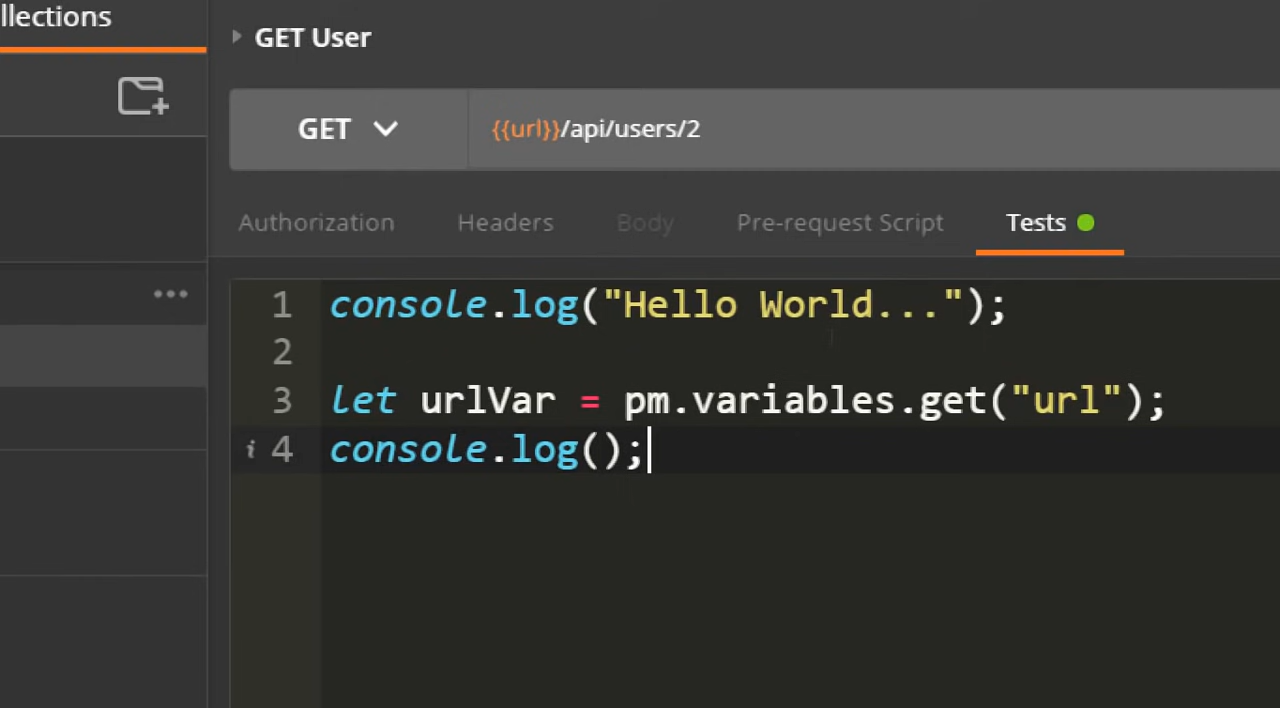 llections
GET User
GET {{url}}/api/users/2
Authorization Headers Body Pre-request Script Tests
1 console.log("Hello World...");
2
3 let urlVar = pm.variables.get("url");
i 4 console.log();